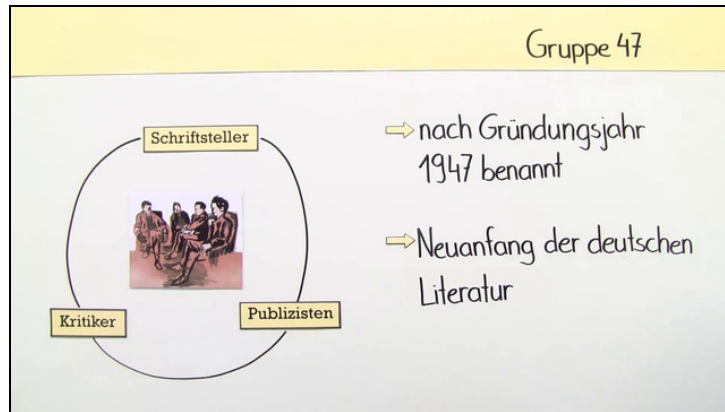 Gruppe 47
Schriftsteller
Kritiker
Publizisten
nach Gründungsjahr
1947 benannt
Neuanfang der deutschen
Literatur